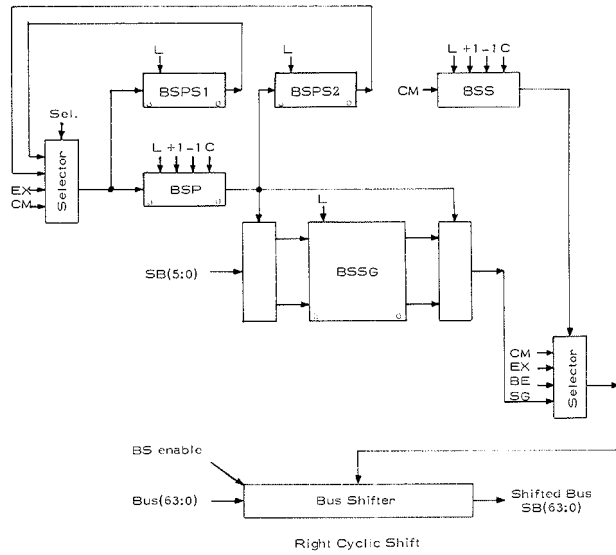 L
L
L +1 -1 C
BSPS1
BSPS2
CM
BSS
Sel.
L +1 -1 C
Selector
EX
CM
BSP
L
SB(5:0)
BSSG
CM
EX
BE
SG
Selector
BS enable
Bus(63:0)
Bus Shifter
Shifted Bus
SB(63:0)
Right Cyclic Shift